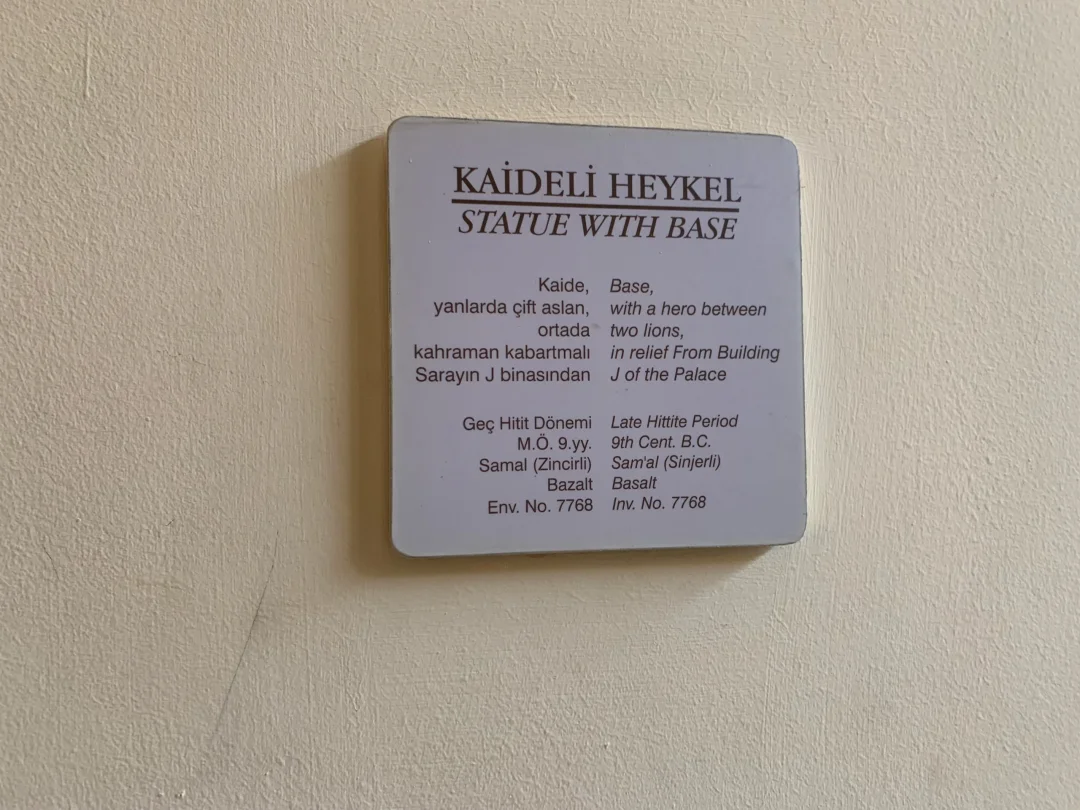 KAİDELİ HEYKEL
STATUE WITH BASE
Kaide,
yanlarda çift aslan,
ortada
kahraman kabartmalı
Sarayın J binasından
Geç Hitit Dönemi
M.Ö. 9.yy.
Samal (Zincirli)
Bazalt
Env. No. 7768
Base,
with a hero between
two lions,
in relief From Building
J of the Palace
Late Hittite Period
9th Cent. B.C.
Sam'al (Sinjerli)
Basalt
Inv. No. 7768